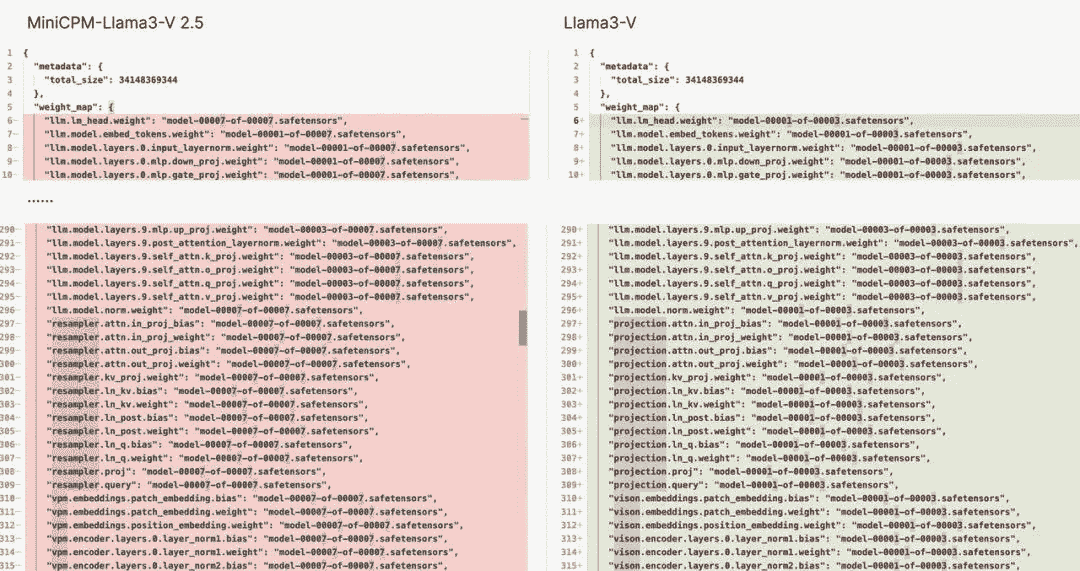 MiniCPM-Llama3-V 2.5
1 {
2 "metadata": {
3 "total_size": 34148369344
4 },
5 "weight_map": {
6- "llm.lm_head.weight": "model-00007-of-00007.safetensors",
7- "llm.model.embed_tokens.weight": "model-00001-of-00007.safetensors",
8- "llm.model.layers.0.input_layernorm.weight": "model-00001-of-00007.safetensors",
9- "llm.model.layers.0.mlp.down_proj.weight": "model-00001-of-00007.safetensors",
10- "llm.model.layers.0.mlp.gate_proj.weight": "model-00001-of-00007.safetensors",
......
290- "llm.model.layers.9.mlp.up_proj.weight": "model-00003-of-00007.safetensors",
291- "llm.model.layers.9.post_attention_layernorm.weight": "model-00003-of-00007.safetensors",
292- "llm.model.layers.9.self_attn.k_proj.weight": "model-00003-of-00007.safetensors",
293- "llm.model.layers.9.self_attn.o_proj.weight": "model-00003-of-00007.safetensors",
294- "llm.model.layers.9.self_attn.q_proj.weight": "model-00003-of-00007.safetensors",
295- "llm.model.layers.9.self_attn.v_proj.weight": "model-00003-of-00007.safetensors",
296- "llm.model.norm.weight": "model-00007-of-00007.safetensors",
297- "resampler.attn.in_proj_bias": "model-00007-of-00007.safetensors",
298- "resampler.attn.in_proj_weight": "model-00007-of-00007.safetensors",
299- "resampler.attn.out_proj.bias": "model-00007-of-00007.safetensors",
300- "resampler.attn.out_proj.weight": "model-00007-of-00007.safetensors",
301- "resampler.kv_proj.weight": "model-00007-of-00007.safetensors",
302- "resampler.ln_kv.bias": "model-00007-of-00007.safetensors",
303- "resampler.ln_kv.weight": "model-00007-of-00007.safetensors",
304- "resampler.ln_post.bias": "model-00007-of-00007.safetensors",
305- "resampler.ln_post.weight": "model-00007-of-00007.safetensors",
306- "resampler.ln_q.bias": "model-00007-of-00007.safetensors",
307- "resampler.ln_q.weight": "model-00007-of-00007.safetensors",
308- "resampler.proj": "model-00007-of-00007.safetensors",
309- "resampler.query": "model-00007-of-00007.safetensors",
310- "vpm.embeddings.patch_embedding.bias": "model-00007-of-00007.safetensors",
311- "vpm.embeddings.patch_embedding.weight": "model-00007-of-00007.safetensors",
312- "vpm.embeddings.position_embedding.weight": "model-00007-of-00007.safetensors",
313- "vpm.encoder.layers.0.layer_norm1.bias": "model-00007-of-00007.safetensors",
314- "vpm.encoder.layers.0.layer_norm1.weight": "model-00007-of-00007.safetensors",
315- "vpm.encoder.layers.0.layer_norm2.bias": "model-00007-of-00007.safetensors",
Llama3-V
1 {
2 "metadata": {
3 "total_size": 34148369344
4 },
5 "weight_map": {
6+ "llm.lm_head.weight": "model-00001-of-00003.safetensors",
7+ "llm.model.embed_tokens.weight": "model-00001-of-00003.safetensors",
8+ "llm.model.layers.0.input_layernorm.weight": "model-00001-of-00003.safetensors",
9+ "llm.model.layers.0.mlp.down_proj.weight": "model-00001-of-00003.safetensors",
10+ "llm.model.layers.0.mlp.gate_proj.weight": "model-00001-of-00003.safetensors",
290+ "llm.model.layers.9.mlp.up_proj.weight": "model-00003-of-00003.safetensors",
291+ "llm.model.layers.9.post_attention_layernorm.weight": "model-00003-of-00003.safetensors",
292+ "llm.model.layers.9.self_attn.k_proj.weight": "model-00003-of-00003.safetensors",
293+ "llm.model.layers.9.self_attn.o_proj.weight": "model-00003-of-00003.safetensors",
294+ "llm.model.layers.9.self_attn.q_proj.weight": "model-00003-of-00003.safetensors",
295+ "llm.model.layers.9.self_attn.v_proj.weight": "model-00003-of-00003.safetensors",
296+ "llm.model.norm.weight": "model-00003-of-00003.safetensors",
297+ "projection.attn.in_proj_bias": "model-00001-of-00003.safetensors",
298+ "projection.attn.in_proj_weight": "model-00001-of-00003.safetensors",
299+ "projection.attn.out_proj.bias": "model-00001-of-00003.safetensors",
300+ "projection.attn.out_proj.weight": "model-00001-of-00003.safetensors",
301+ "projection.kv_proj.weight": "model-00001-of-00003.safetensors",
302+ "projection.ln_kv.bias": "model-00001-of-00003.safetensors",
303+ "projection.ln_kv.weight": "model-00001-of-00003.safetensors",
304+ "projection.ln_post.bias": "model-00001-of-00003.safetensors",
305+ "projection.ln_post.weight": "model-00001-of-00003.safetensors",
306+ "projection.ln_q.bias": "model-00001-of-00003.safetensors",
307+ "projection.ln_q.weight": "model-00001-of-00003.safetensors",
308+ "projection.proj": "model-00001-of-00003.safetensors",
309+ "projection.query": "model-00001-of-00003.safetensors",
310+ "vison.embeddings.patch_embedding.bias": "model-00001-of-00003.safetensors",
311+ "vison.embeddings.patch_embedding.weight": "model-00001-of-00003.safetensors",
312+ "vison.embeddings.position_embedding.weight": "model-00001-of-00003.safetensors",
313+ "vison.encoder.layers.0.layer_norm1.bias": "model-00001-of-00003.safetensors",
314+ "vison.encoder.layers.0.layer_norm1.weight": "model-00001-of-00003.safetensors",
315+ "vison.encoder.layers.0.layer_norm2.bias": "model-00001-of-00003.safetensors",